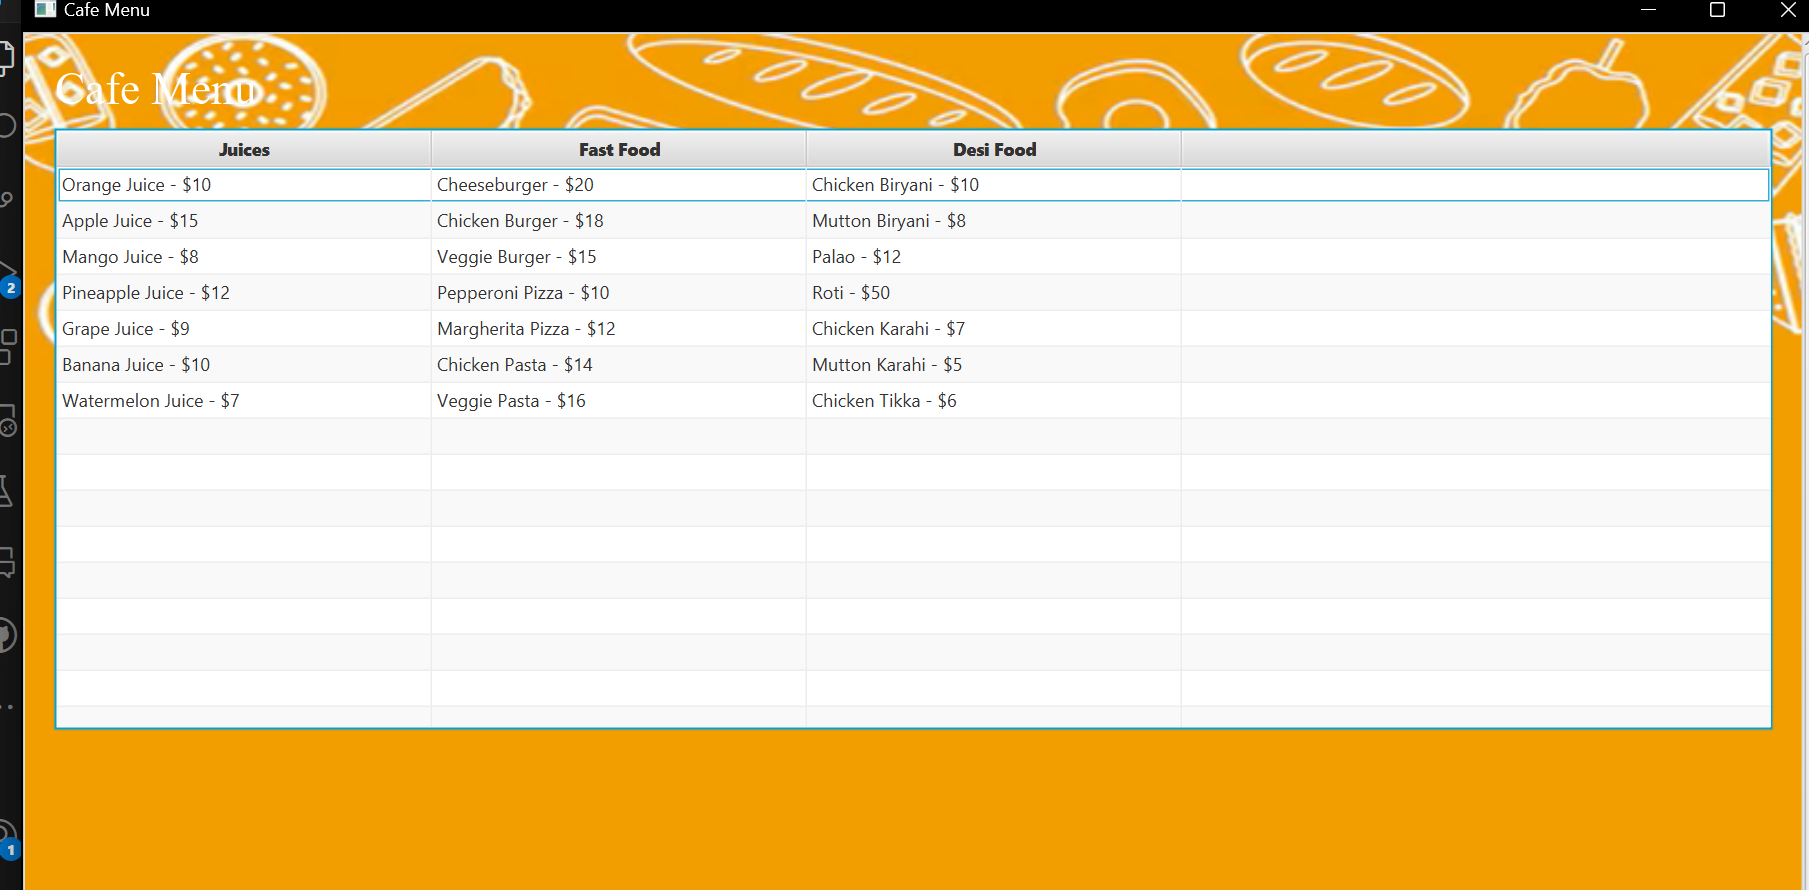 Cafe Menu
Cafe Menu
Juices Fast Food Desi Food
Orange Juice - $10 Cheeseburger - $20 Chicken Biryani - $10
Apple Juice - $15 Chicken Burger - $18 Mutton Biryani - $8
Mango Juice - $8 Veggie Burger - $15 Palao - $12
2
Pineapple Juice - $12 Pepperoni Pizza - $10 Roti - $50
Grape Juice - $9 Margherita Pizza - $12 Chicken Karahi - $7
Banana Juice - $10 Chicken Pasta - $14 Mutton Karahi - $5
Watermelon Juice - $7 Veggie Pasta - $16 Chicken Tikka - $6
1